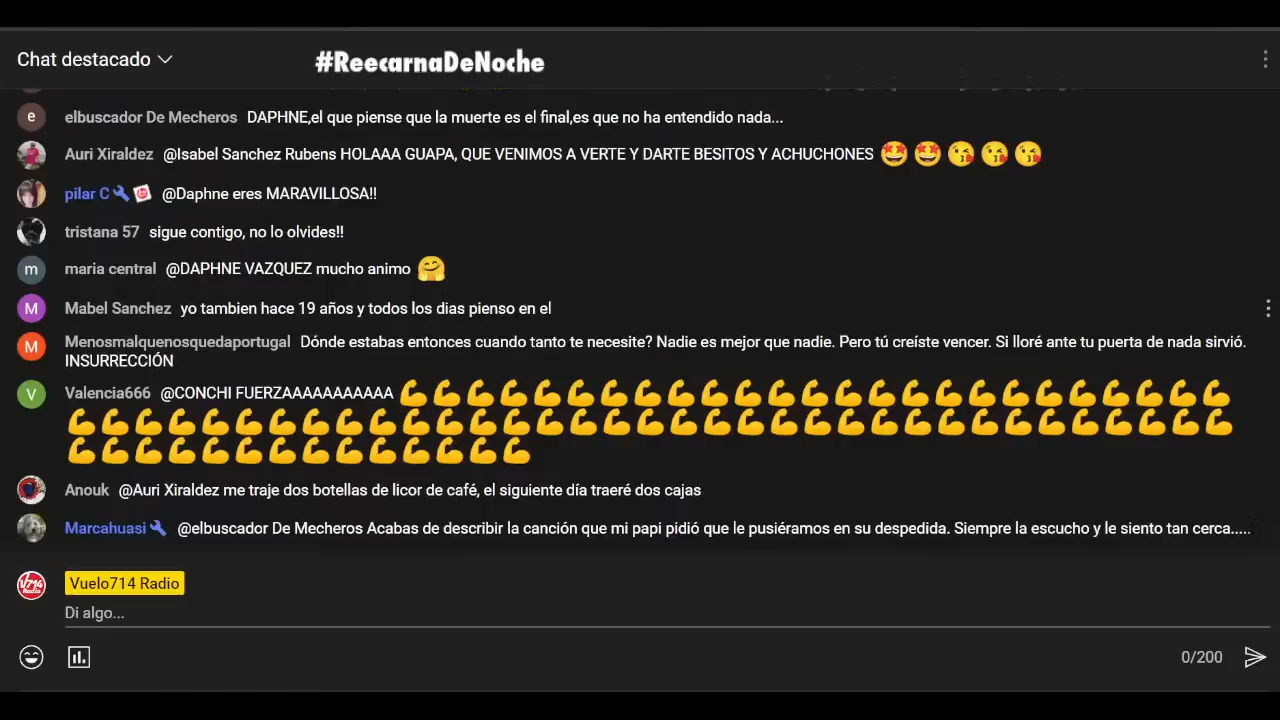 Chat destacado
#ReecarnaDeNoche
e
elbuscador De Mecheros DAPHNE,el que piense que la muerte es el final,es que no ha entendido nada...
Auri Xiraldez @Isabel Sanchez Rubens HOLAAA GUAPA, QUE VENIMOS A VERTE Y DARTE BESITOS Y ACHUCHONES 🤩🤩😘😘😘
pilar C @Daphne eres MARAVILLOSA!!
tristana 57 sigue contigo, no lo olvides!!
m
maria central @DAPHNE VAZQUEZ mucho animo 🤗
M
Mabel Sanchez yo tambien hace 19 años y todos los dias pienso en el
M
Menosmalquenosquedaportugal Dónde estabas entonces cuando tanto te necesite? Nadie es mejor que nadie. Pero tú creíste vencer. Si lloré ante tu puerta de nada sirvió.
INSURRECCIÓN
V
Valencia666 @CONCHI FUERZAAAAAAAAAAA 💪💪💪💪💪💪💪💪💪💪💪💪💪💪💪💪💪💪💪💪💪💪💪💪💪
💪💪💪💪💪💪💪💪💪💪💪💪💪💪💪💪💪💪💪💪💪💪💪💪💪💪💪💪💪💪💪💪💪💪💪
💪💪💪💪💪💪💪💪💪💪💪💪💪💪
Anouk @Auri Xiraldez me traje dos botellas de licor de café, el siguiente día traeré dos cajas
Marcahuasi @elbuscador De Mecheros Acabas de describir la canción que mi papi pidió que le pusiéramos en su despedida. Siempre la escucho y le siento tan cerca.....
V714 Radio
Vuelo714 Radio
Di algo...
0/200